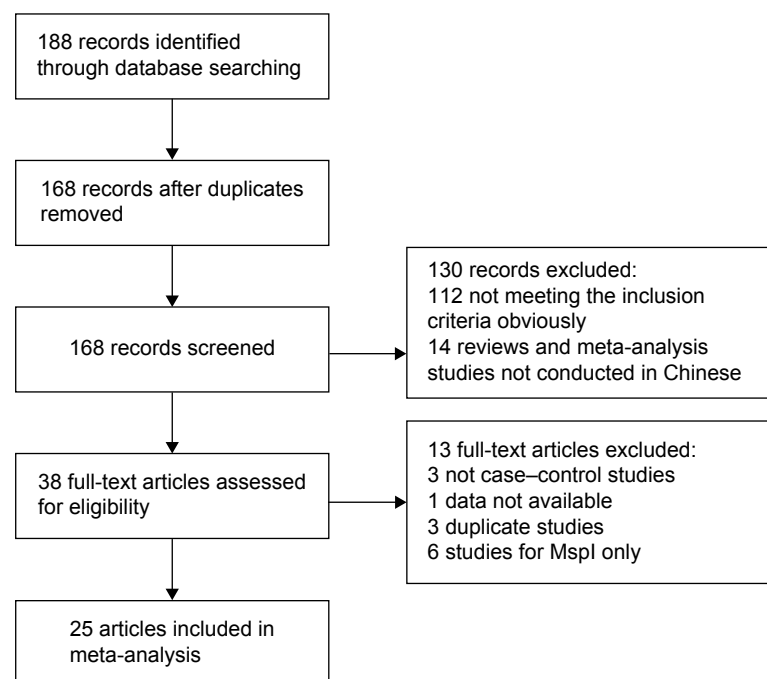 188 records identified
through database searching
168 records after duplicates
removed
168 records screened
130 records excluded:
112 not meeting the inclusion
criteria obviously
14 reviews and meta-analysis
studies not conducted in Chinese
38 full-text articles assessed
for eligibility
13 full-text articles excluded:
3 not case–control studies
1 data not available
3 duplicate studies
6 studies for MspI only
25 articles included in
meta-analysis